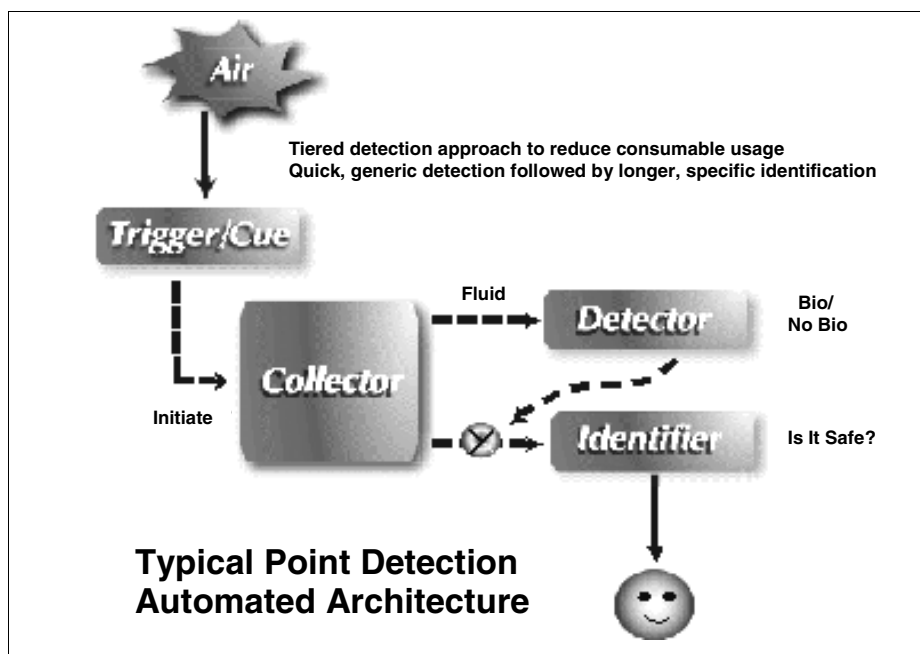 Air
Tiered detection approach to reduce consumable usage
Quick, generic detection followed by longer, specific identification
Trigger/Cue
Fluid
Detector
Bio/
No Bio
Collector
Initiate
Identifier
Is It Safe?
Typical Point Detection
Automated Architecture